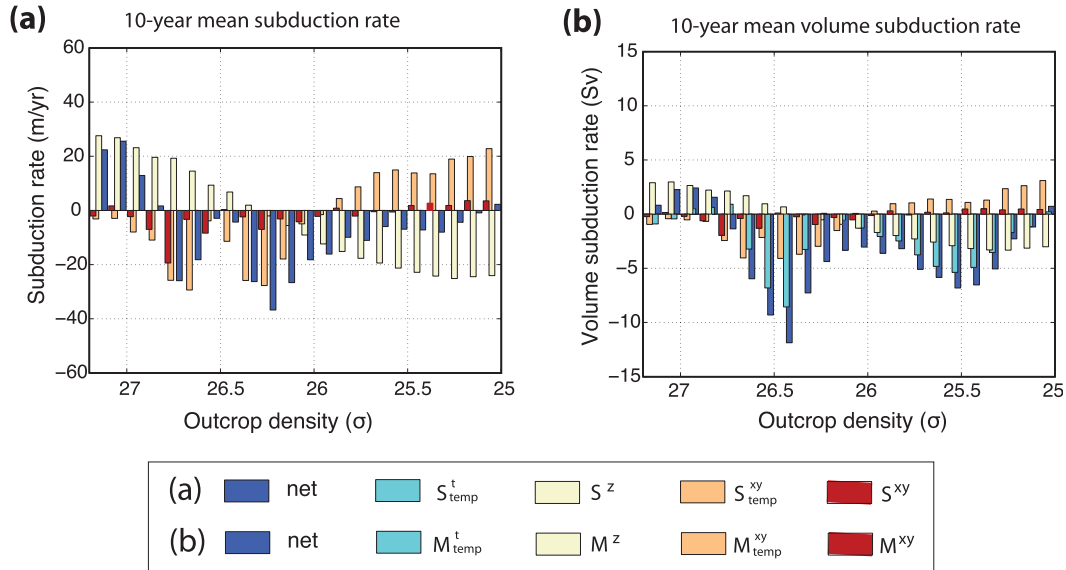 (a) 10-year mean subduction rate
Subduction rate (m/yr)
60
40
20
0
−20
−40
−60
27 26.5 26 25.5 25
Outcrop density (σ)
(b) 10-year mean volume subduction rate
Volume subduction rate (Sv)
15
10
5
0
−5
−10
−15
27 26.5 26 25.5 25
Outcrop density (σ)
(a) net S t temp S z S xy temp S xy
(b) net M t temp M z M xy temp M xy